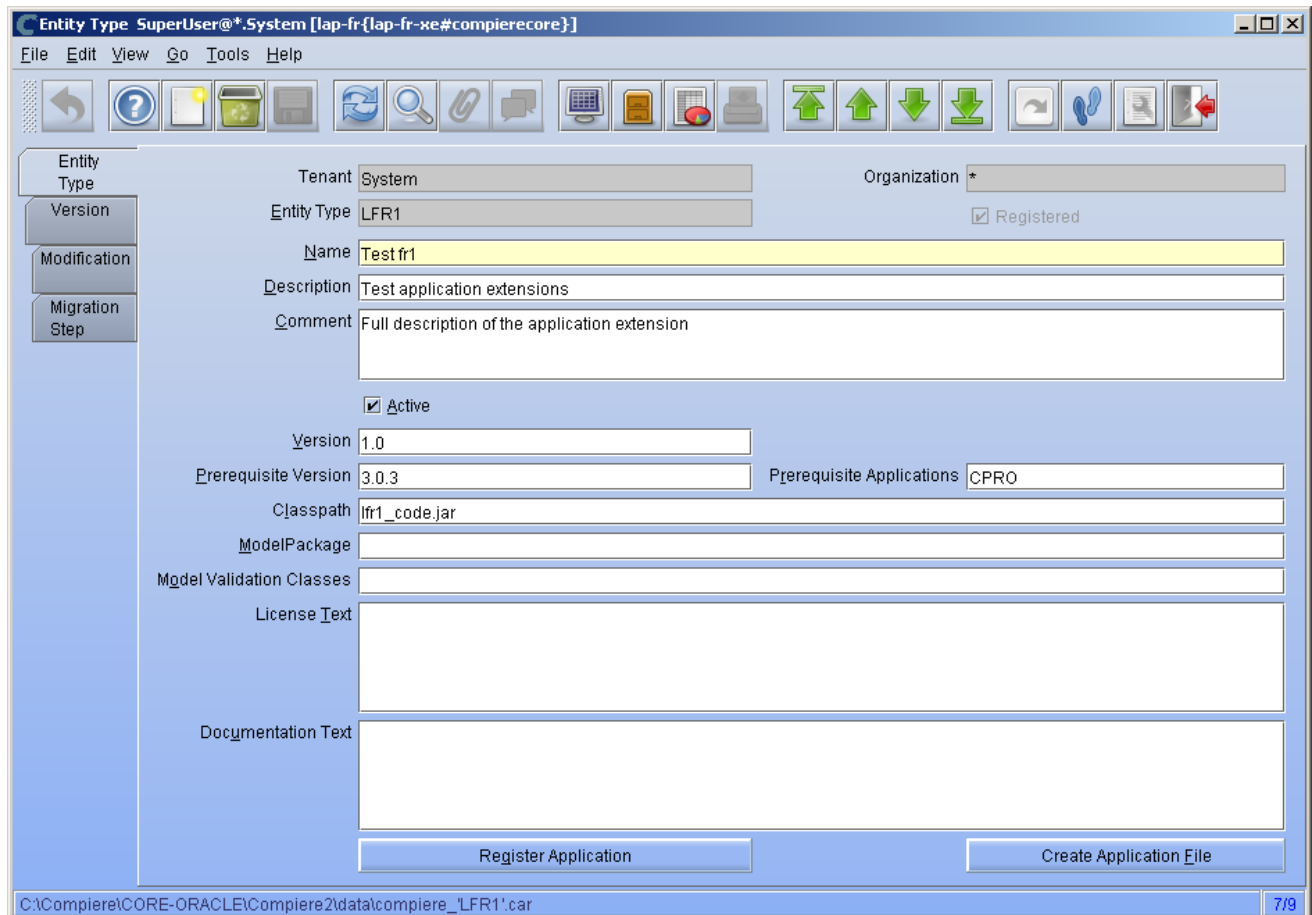 Entity Type SuperUser@*.System [lap-fr{lap-fr-xe#compierecore}]
File Edit View Go Tools Help
Entity
Type
Version
Modification
Migration
Step
Tenant System Organization *
Entity Type LFR1 Registered
Name Test fr1
Description Test application extensions
Comment Full description of the application extension
Active
Version 1.0
Prerequisite Version 3.0.3 Prerequisite Applications CPRO
Classpath lfr1_code.jar
ModelPackage
Model Validation Classes
License Text
Documentation Text
Register Application Create Application File
C:\Compiere\CORE-ORACLE\Compiere2\data\compiere_'LFR1'.car 7/9